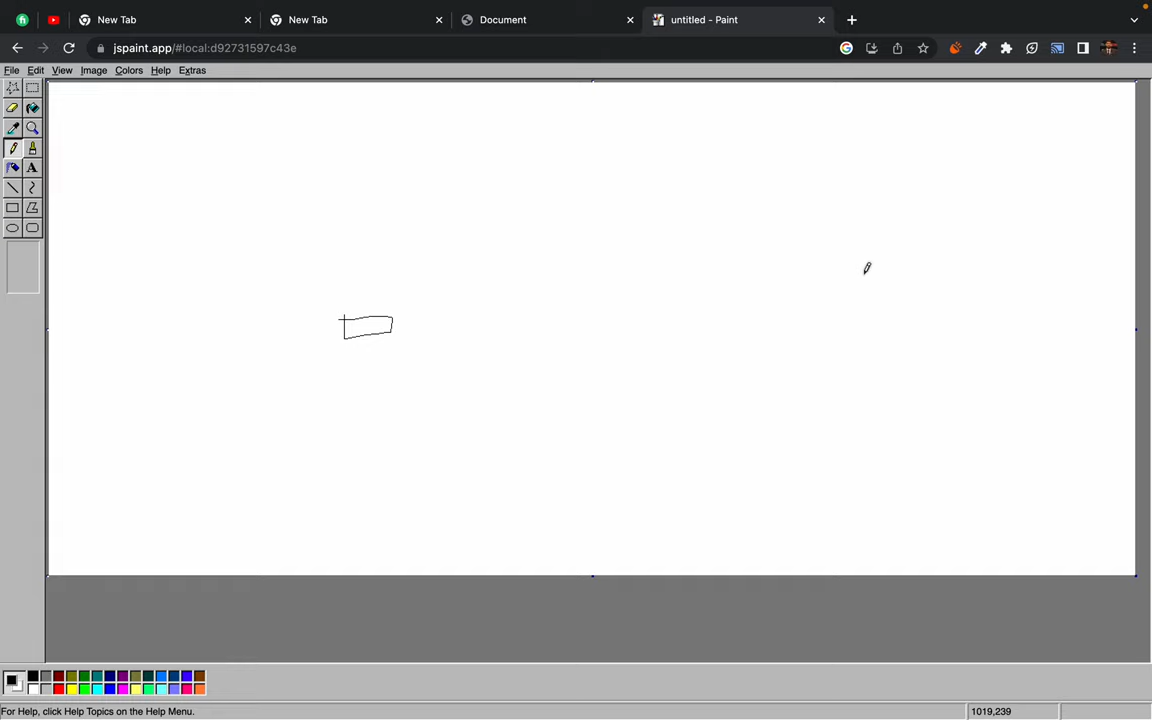 New Tab New Tab Document untitled - Paint
jspaint.app/#local:d92731597c43e
File Edit View Image Colors Help Extras
A
For Help, click Help Topics on the Help Menu. 1019,239